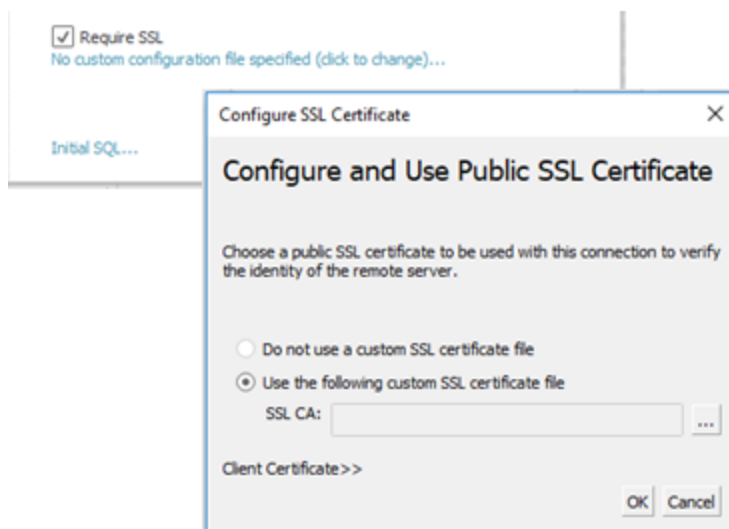 Require SSL
No custom configuration file specified (click to change)...
Initial SQL...
Configure SSL Certificate
Configure and Use Public SSL Certificate
Choose a public SSL certificate to be used with this connection to verify
the identity of the remote server.
Do not use a custom SSL certificate file
Use the following custom SSL certificate file
SSL CA:
...
Client Certificate>>
OK Cancel